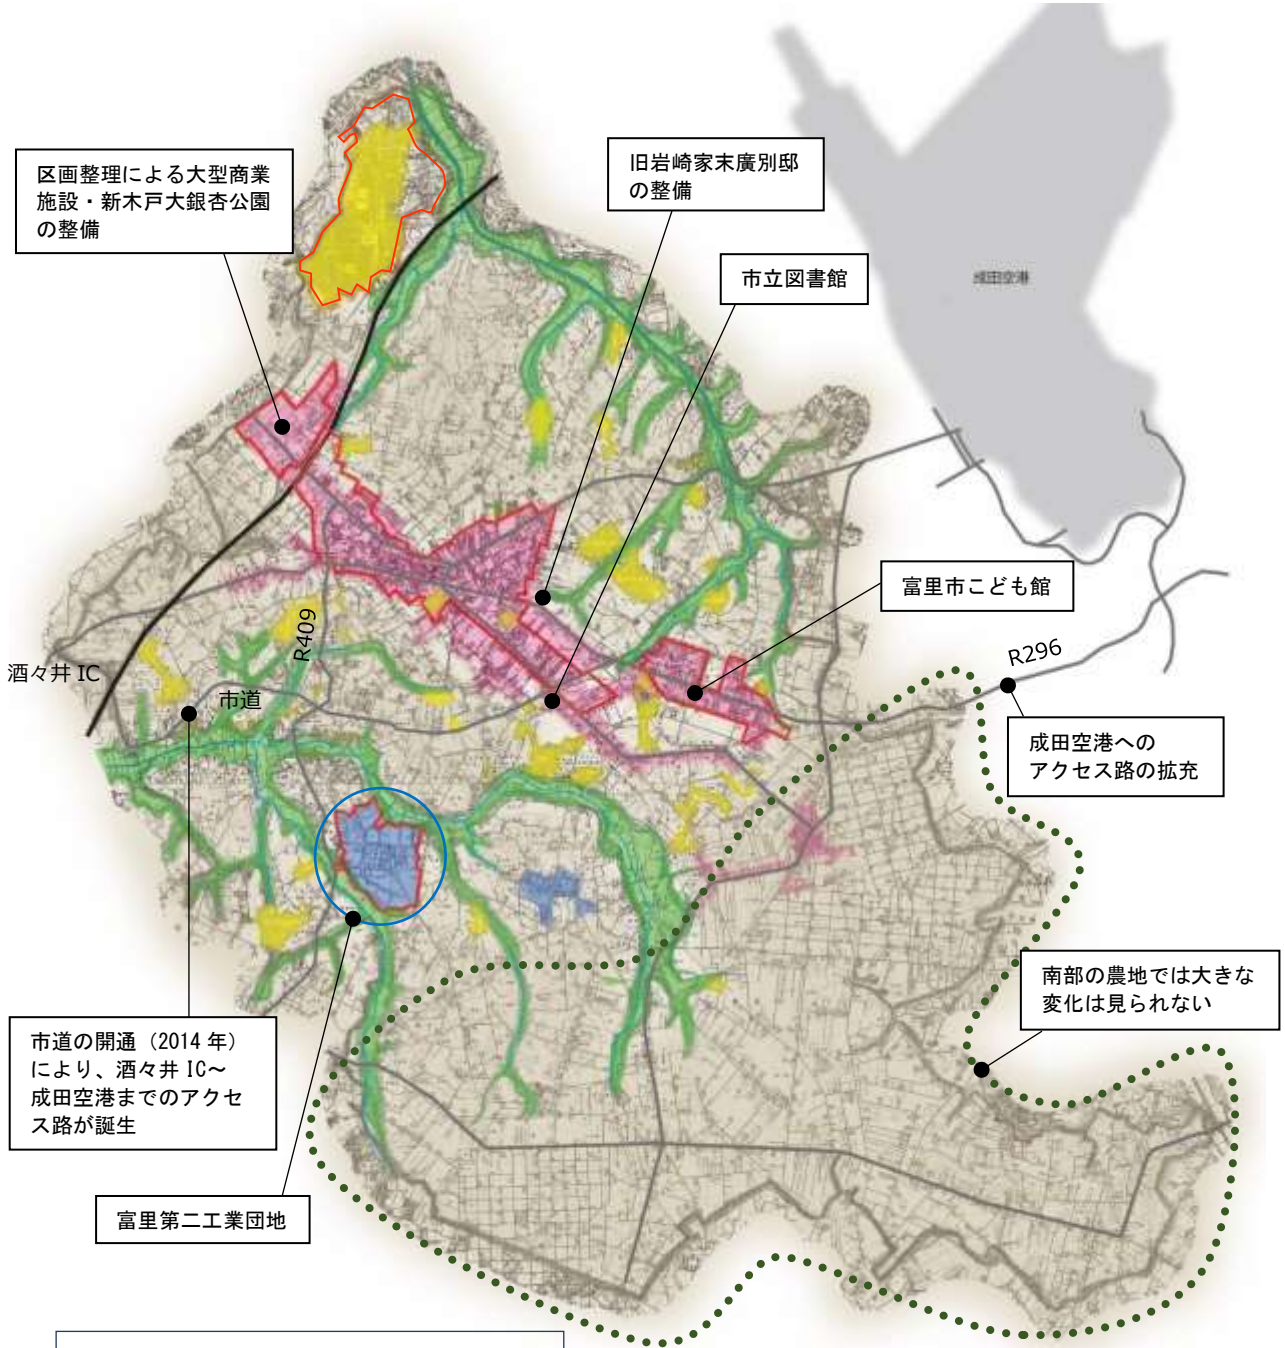 区画整理による大型商業
施設・新木戸大銀杏公園
の整備
旧岩崎家末廣別邸
の整備
市立図書館
成田空港
富里市こども館
R409
R296
酒々井 IC
市道
成田空港への
アクセス路の拡充
南部の農地では大きな
変化は見られない
市道の開通（2014 年）
により、酒々井 IC～
成田空港までのアクセ
ス路が誕生
富里第二工業団地